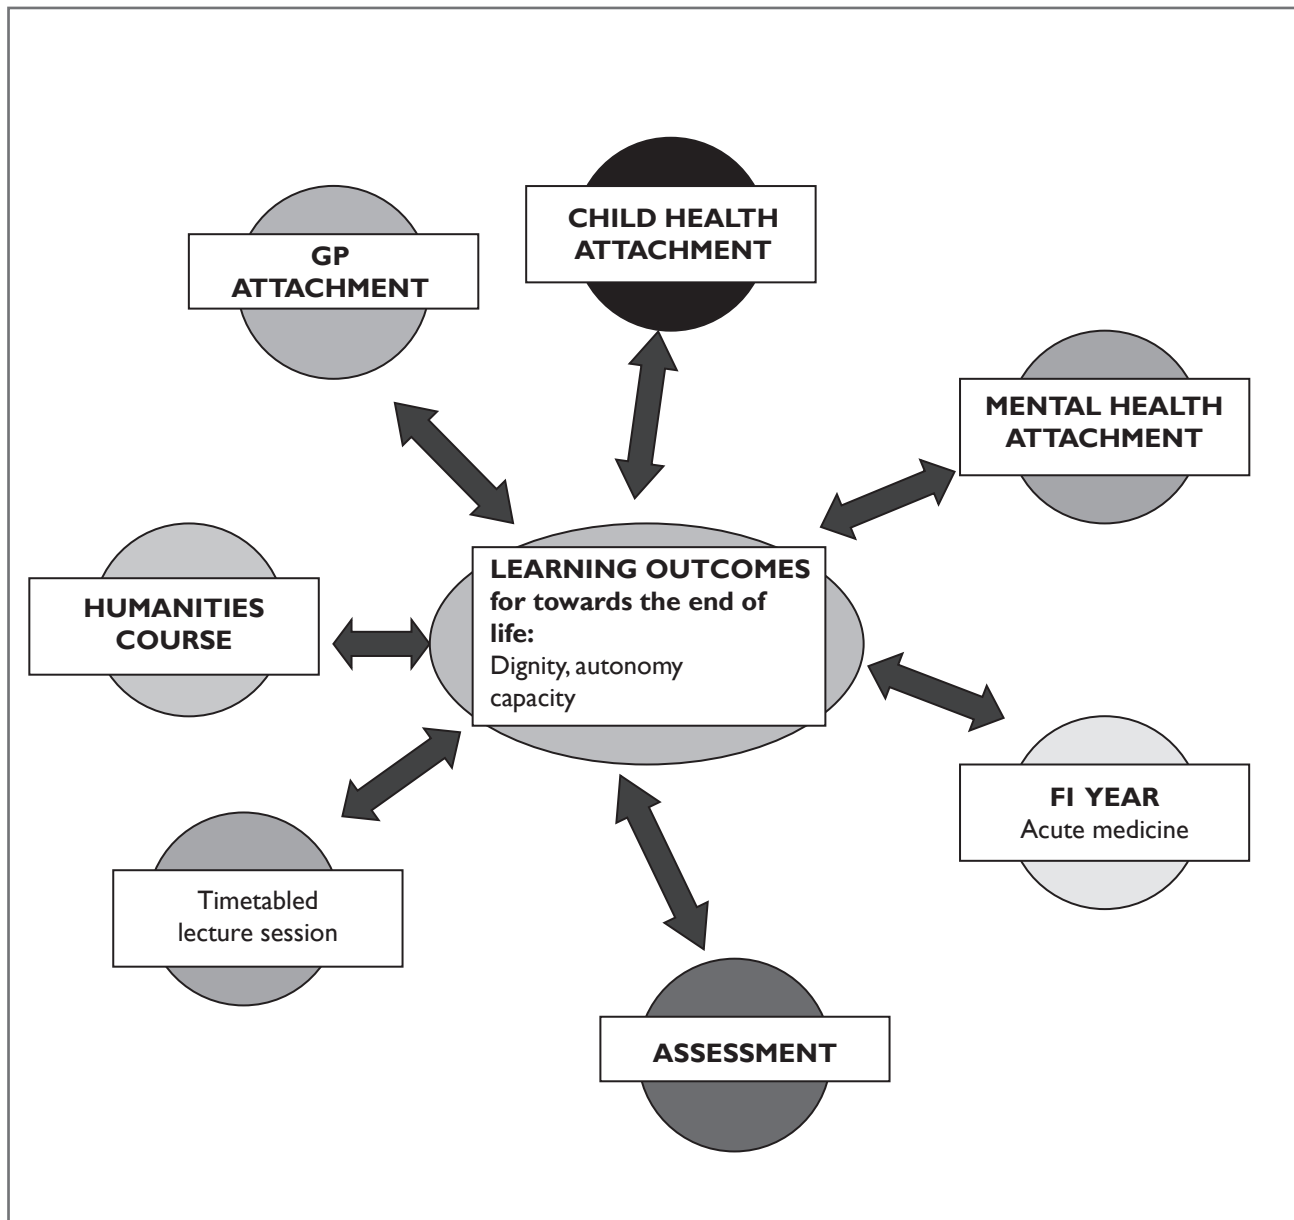 CHILD HEALTH
ATTACHMENT
GP
ATTACHMENT
MENTAL HEALTH
ATTACHMENT
LEARNING OUTCOMES
for towards the end of
life:
Dignity, autonomy
capacity
HUMANITIES
COURSE
FI YEAR
Acute medicine
Timetabled
lecture session
ASSESSMENT